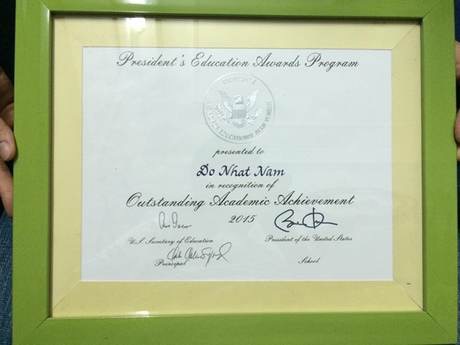 President's Education Awards Program
presented to
Do Nhat Nam
in recognition of
Outstanding Academic Achievement
2015
U.S. Secretary of Education
President of the United States
Principal
School